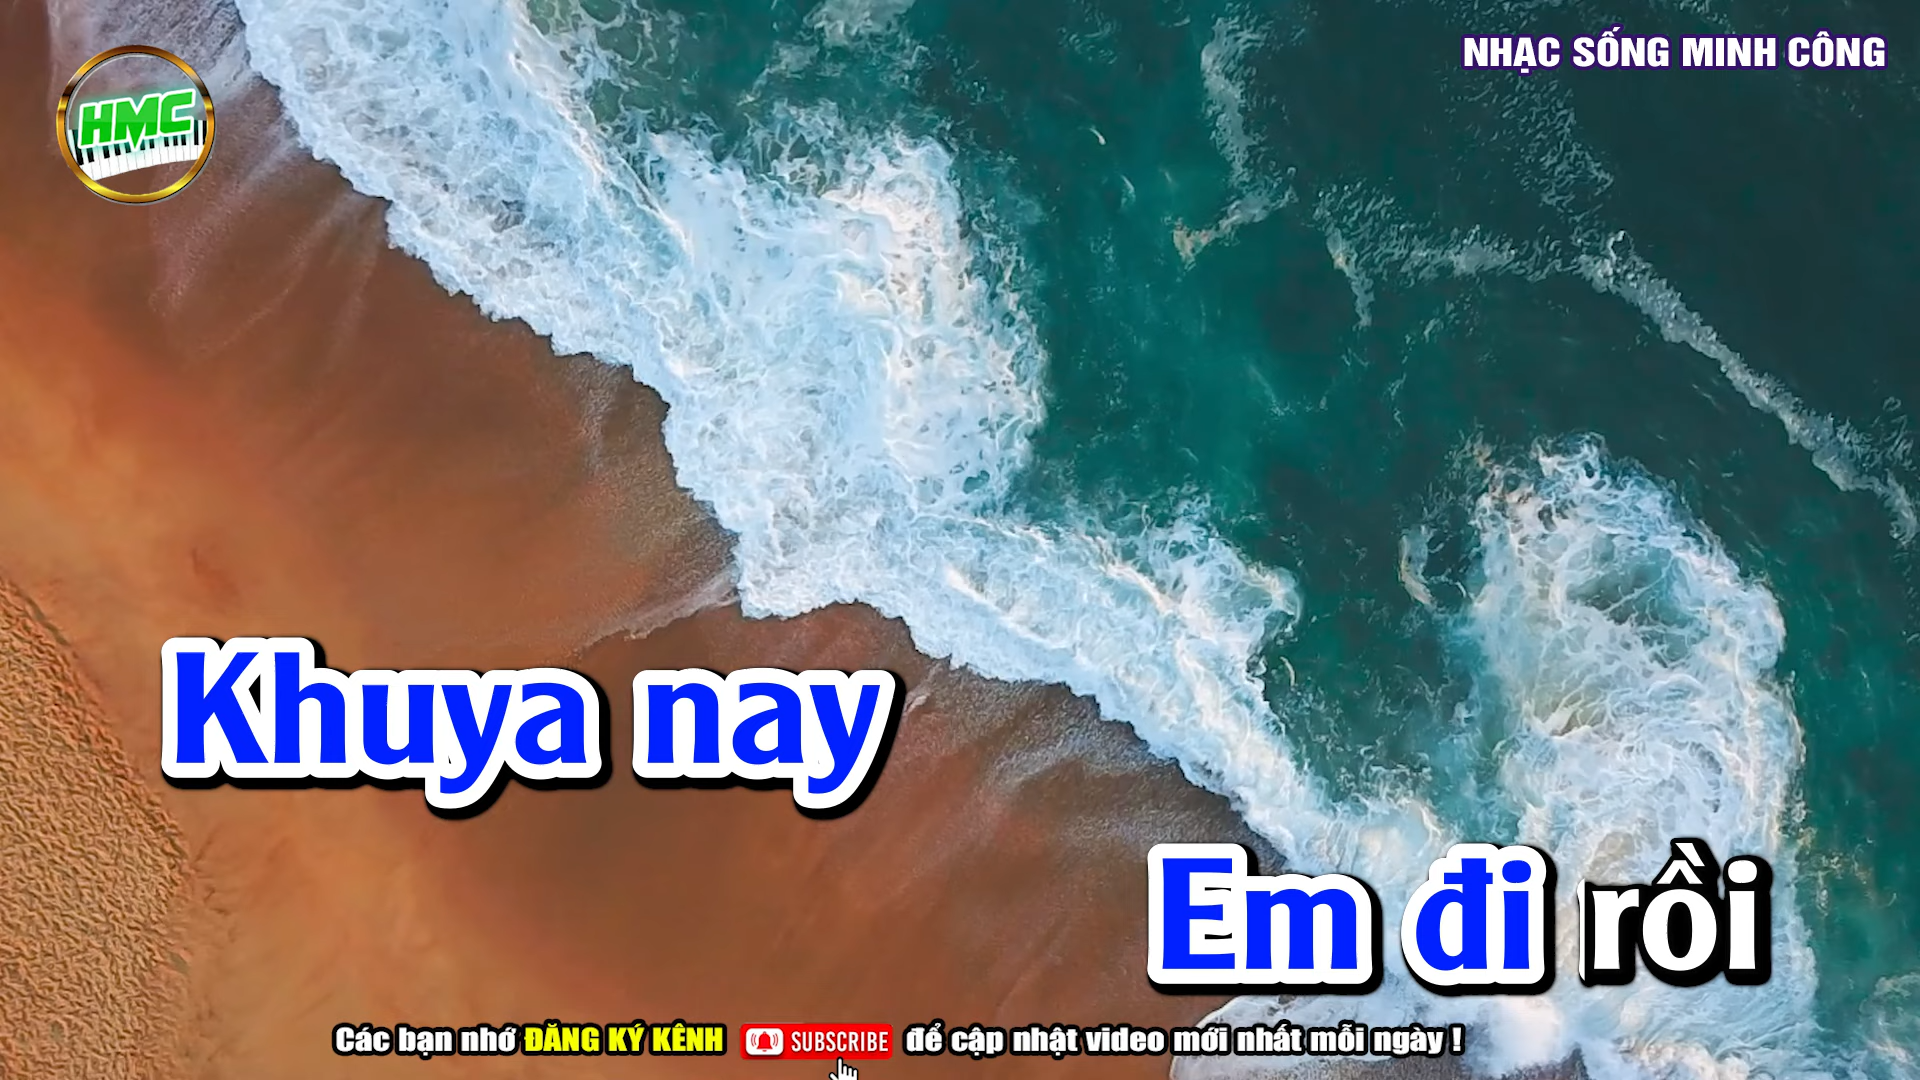 NHẠC SỐNG MINH CÔNG
HMC
Khuya nay
Em đi rồi
Các bạn nhớ ĐĂNG KÝ KÊNH SUBSCRIBE để cập nhật video mới nhất mỗi ngày !